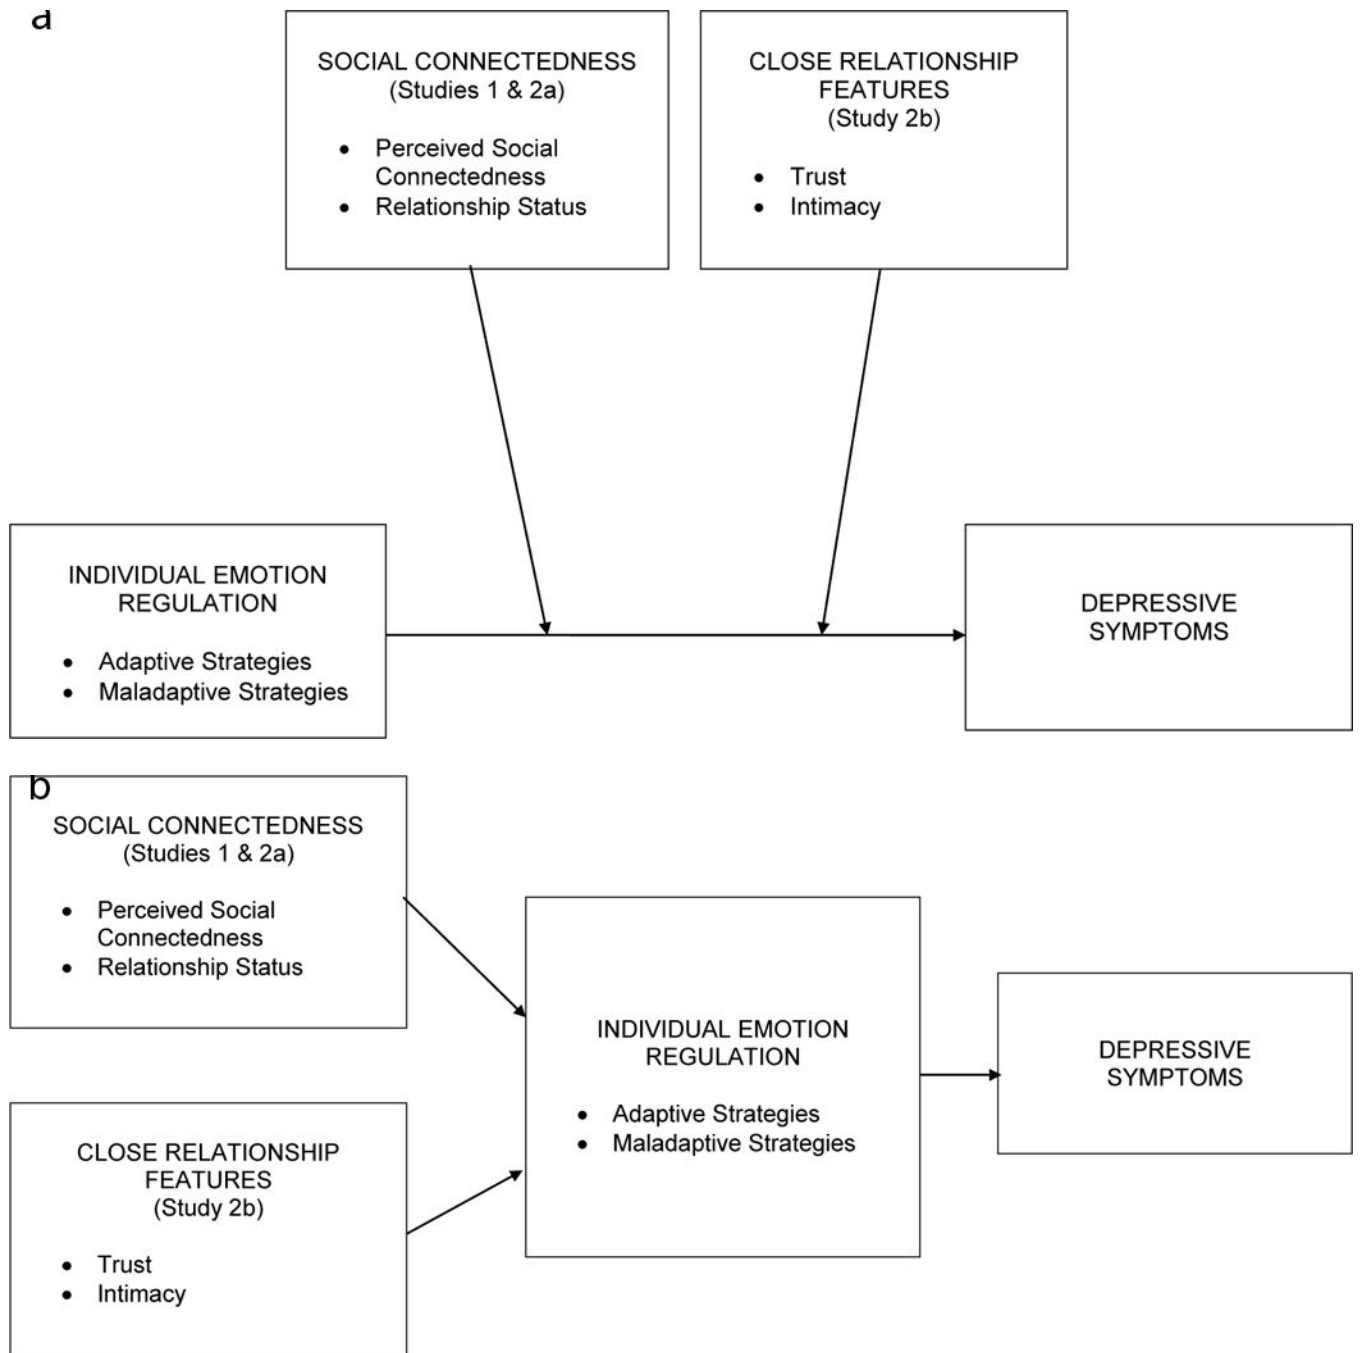 a
SOCIAL CONNECTEDNESS
(Studies 1 & 2a)
• Perceived Social
Connectedness
• Relationship Status
CLOSE RELATIONSHIP
FEATURES
(Study 2b)
• Trust
• Intimacy
INDIVIDUAL EMOTION
REGULATION
• Adaptive Strategies
• Maladaptive Strategies
DEPRESSIVE
SYMPTOMS
b
SOCIAL CONNECTEDNESS
(Studies 1 & 2a)
• Perceived Social
Connectedness
• Relationship Status
CLOSE RELATIONSHIP
FEATURES
(Study 2b)
• Trust
• Intimacy
INDIVIDUAL EMOTION
REGULATION
• Adaptive Strategies
• Maladaptive Strategies
DEPRESSIVE
SYMPTOMS